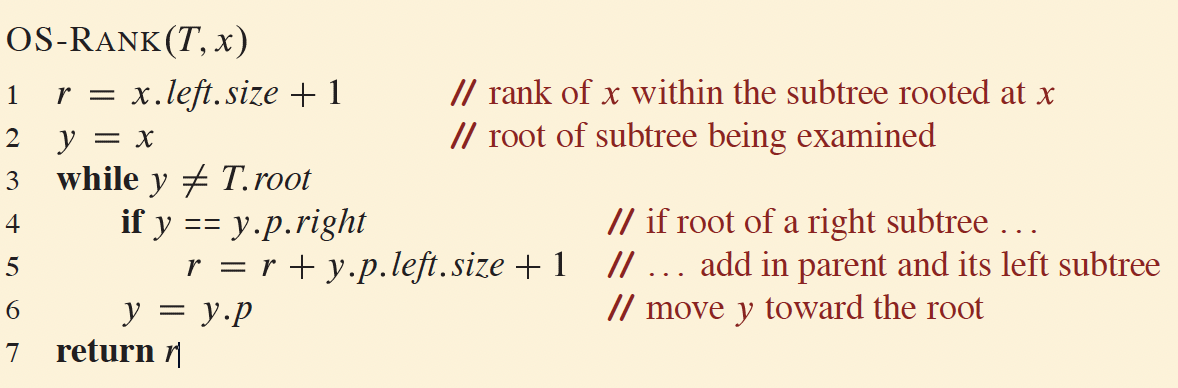 OS-RANK(T, x)
1 r = x.left.size + 1 // rank of x within the subtree rooted at x
2 y = x // root of subtree being examined
3 while y ≠ T.root
4 if y == y.p.right // if root of a right subtree ...
5 r = r + y.p.left.size + 1 // ... add in parent and its left subtree
6 y = y.p // move y toward the root
7 return r